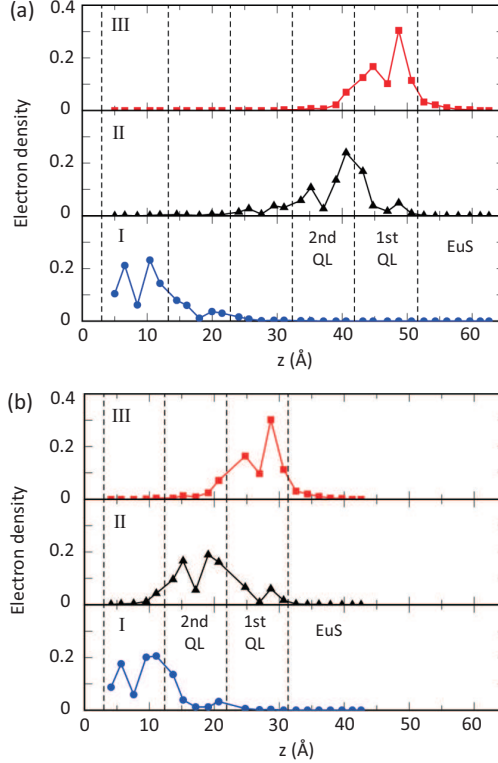 (a)
0.4
III
0.2
0
II
0.2
Electron density
0
I
0.2
2nd QL
1st QL
EuS
0
0 10 20 30 40 50 60
z (Å)
(b)
0.4
III
0.2
0
II
0.2
Electron density
0
I
0.2
2nd QL
1st QL
EuS
0
0 10 20 30 40 50 60
z (Å)